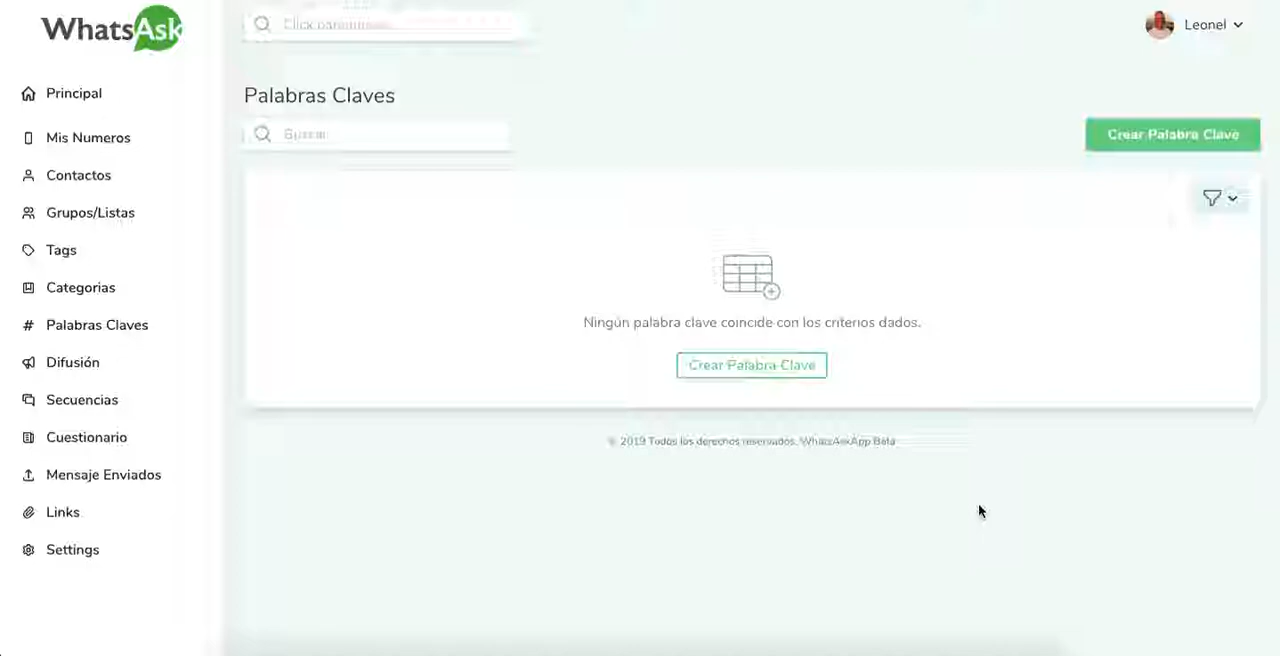 WhatsAsk
Leonel
Principal
Mis Numeros
Contactos
Grupos/Listas
Tags
Categorias
Palabras Claves
Difusión
Secuencias
Cuestionario
Mensaje Enviados
Links
Settings
Palabras Claves
Buscar
Crear Palabra Clave
Ningún palabra clave coincide con los criterios dados.
Crear Palabra Clave
© 2019 Todos los derechos reservados. WhatsAskApp Beta